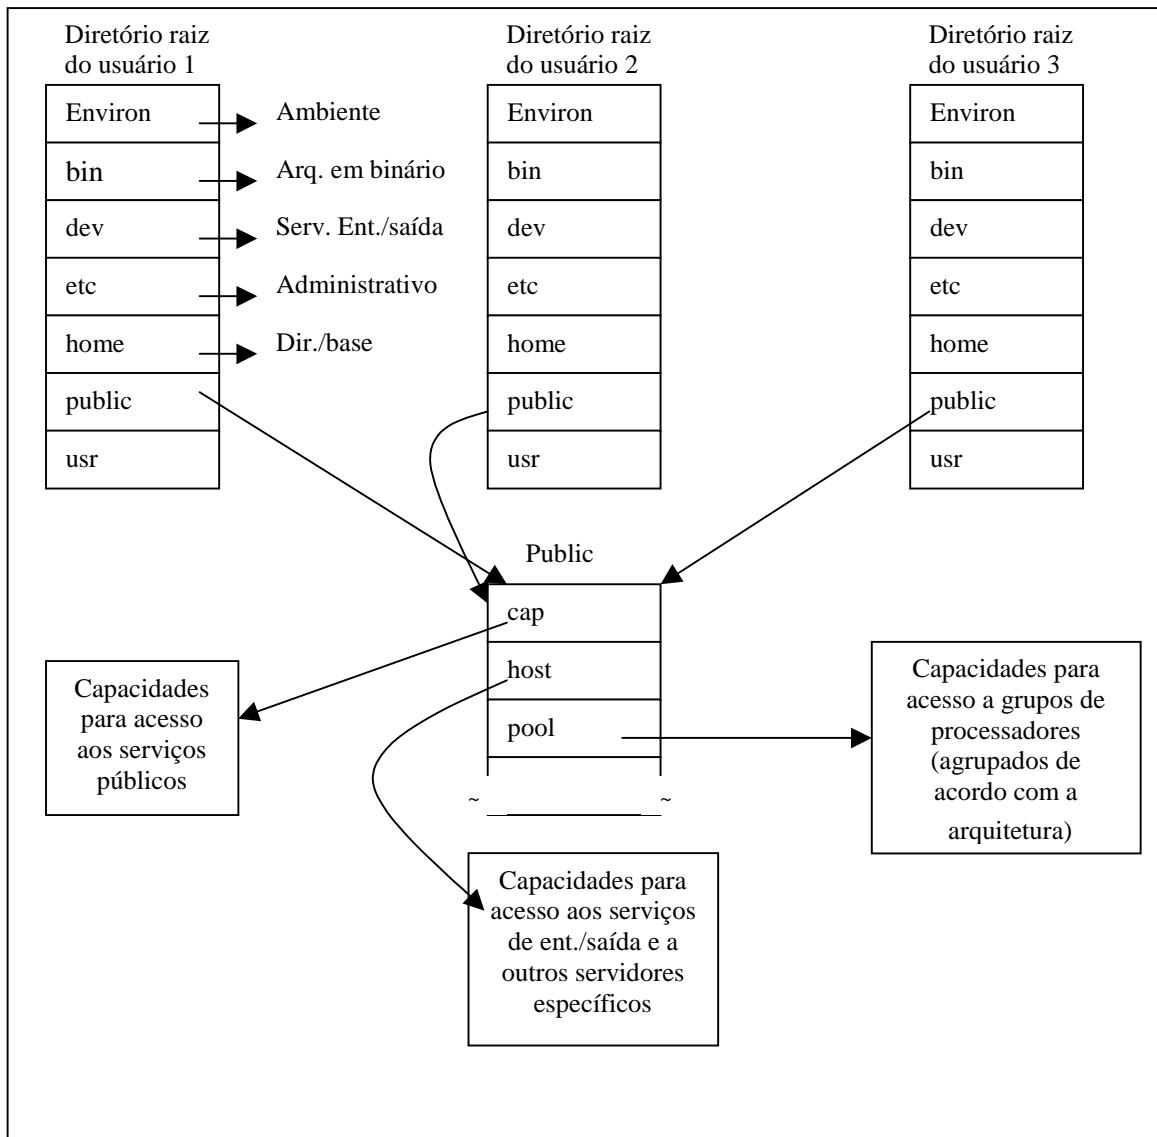 Diretório raiz
do usuário 1
Diretório raiz
do usuário 2
Diretório raiz
do usuário 3
Environ
Ambiente
Environ
Environ
bin
Arq. em binário
bin
bin
dev
Serv. Ent./saída
dev
dev
etc
Administrativo
etc
etc
home
Dir./base
home
home
public
public
public
usr
usr
usr
Public
cap
host
pool
~
~
Capacidades
para acesso
aos serviços
públicos
Capacidades para
acesso a grupos de
processadores
(agrupados de
acordo com a
arquitetura)
Capacidades para
acesso aos serviços
de ent./saída e a
outros servidores
específicos